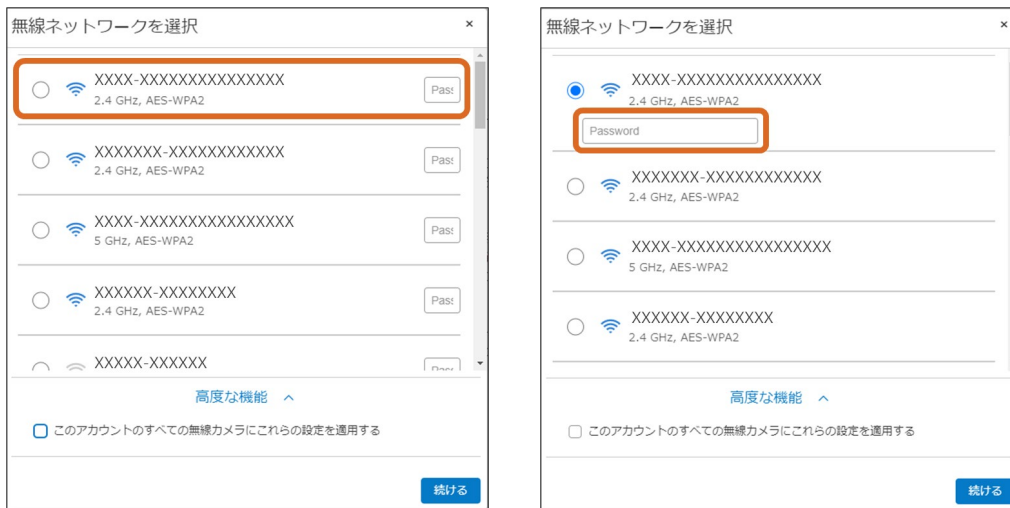 無線ネットワークを選択
×
XXXX-XXXXXXXXXXXXXXX
Pass
2.4 GHz, AES-WPA2
XXXXXXX-XXXXXXXXXXXX
Pass
2.4 GHz, AES-WPA2
XXXX-XXXXXXXXXXXXXXXX
Pass
5 GHz, AES-WPA2
XXXXXX-XXXXXXXX
Pass
2.4 GHz, AES-WPA2
XXXXX-XXXXXX
高度な機能
このアカウントのすべての無線カメラにこれらの設定を適用する
続ける
無線ネットワークを選択
×
XXXX-XXXXXXXXXXXXXXX
2.4 GHz, AES-WPA2
Password
XXXXXXX-XXXXXXXXXXXX
2.4 GHz, AES-WPA2
XXXX-XXXXXXXXXXXXXXXX
5 GHz, AES-WPA2
XXXXXX-XXXXXXXX
2.4 GHz, AES-WPA2
高度な機能
このアカウントのすべての無線カメラにこれらの設定を適用する
続ける